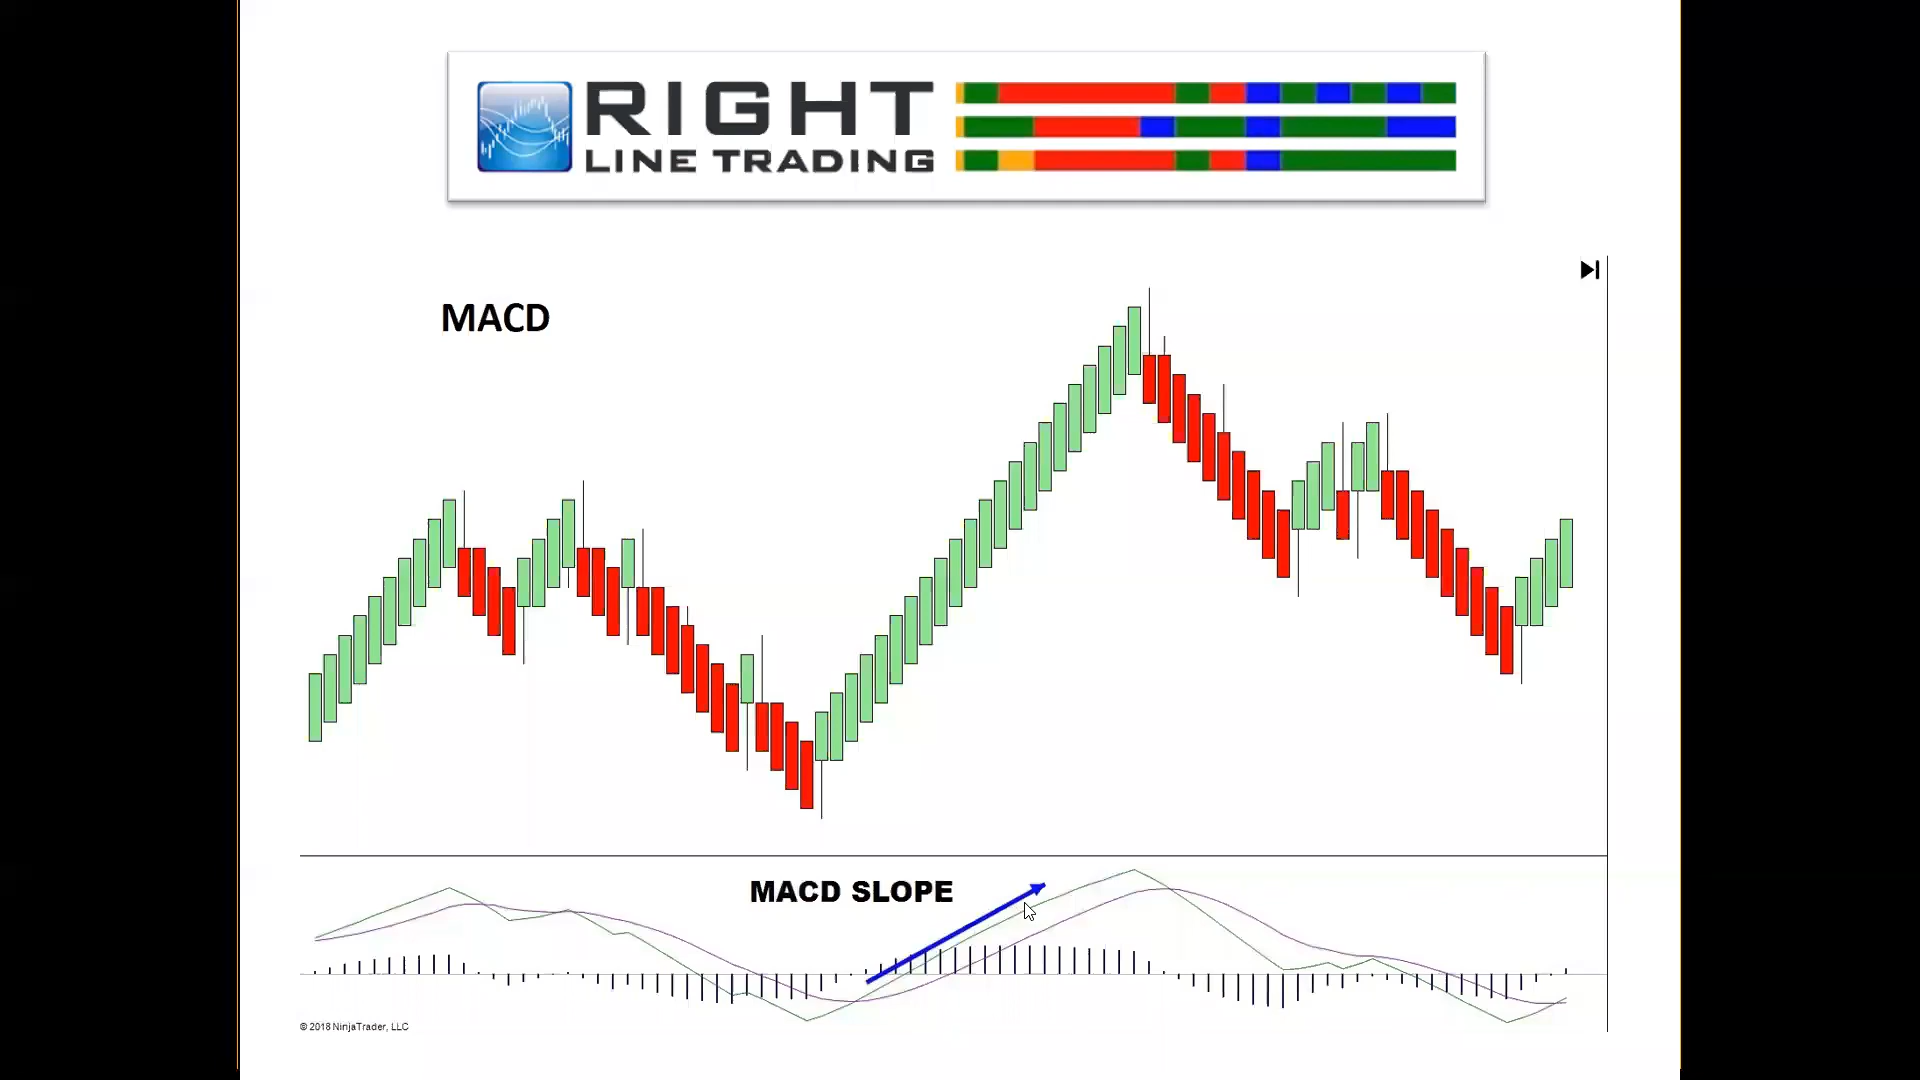 RIGHT
LINE TRADING
MACD
MACD SLOPE
© 2018 NinjaTrader, LLC